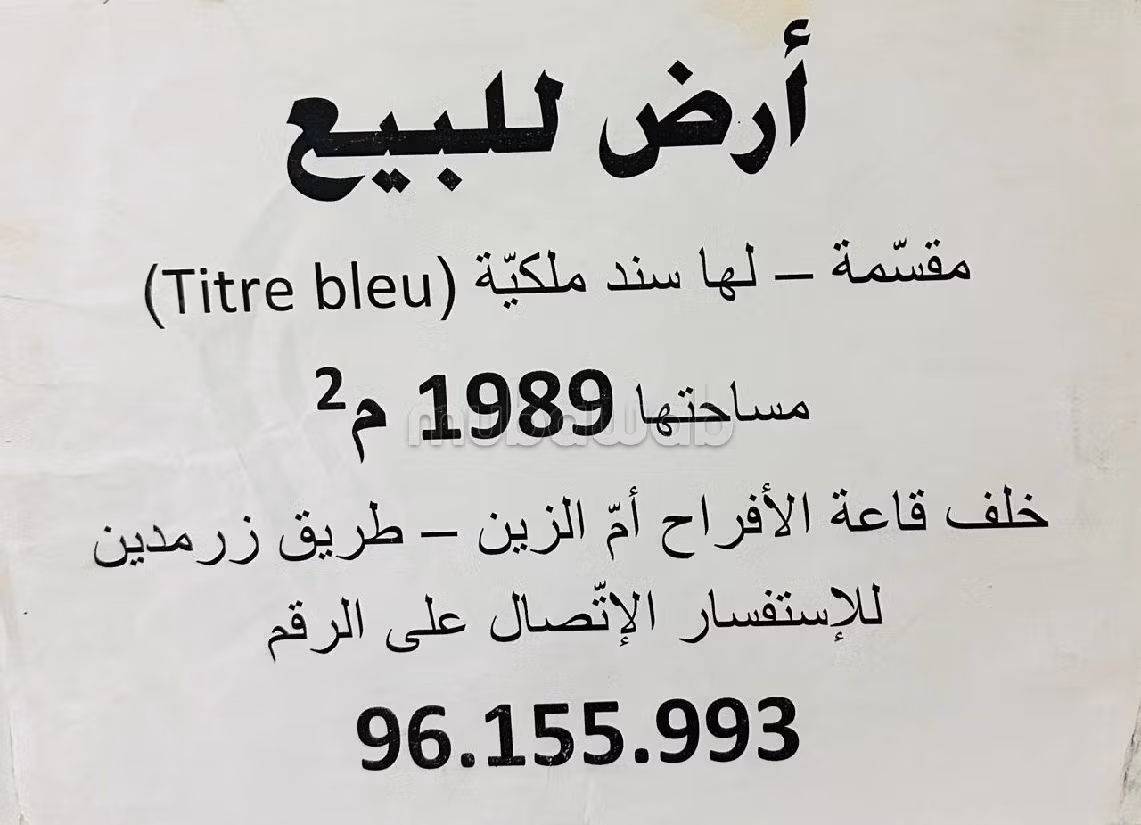 أرض للبيع
مقسّمة – لها سند ملكيّة (Titre bleu)
مساحتها 1989 م²
mubawab
خلف قاعة الأفراح أمّ الزين – طريق زرمدين
للإستفسار الإتّصال على الرقم
96.155.993